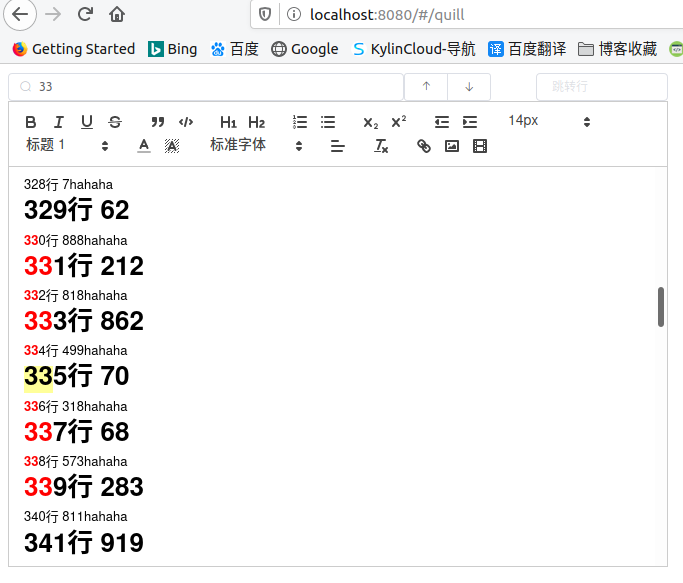 localhost:8080/#/quill
Getting Started Bing 百度 Google KylinCloud-导航 百度翻译 博客收藏
33 ↑ ↓ 跳转行
B I U S H1 H2 X2 X2 14px
标题 1 A A 标准字体
328行 7hahaha
329行 62
330行 888hahaha
331行 212
332行 818hahaha
333行 862
334行 499hahaha
335行 70
336行 318hahaha
337行 68
338行 573hahaha
339行 283
340行 811hahaha
341行 919